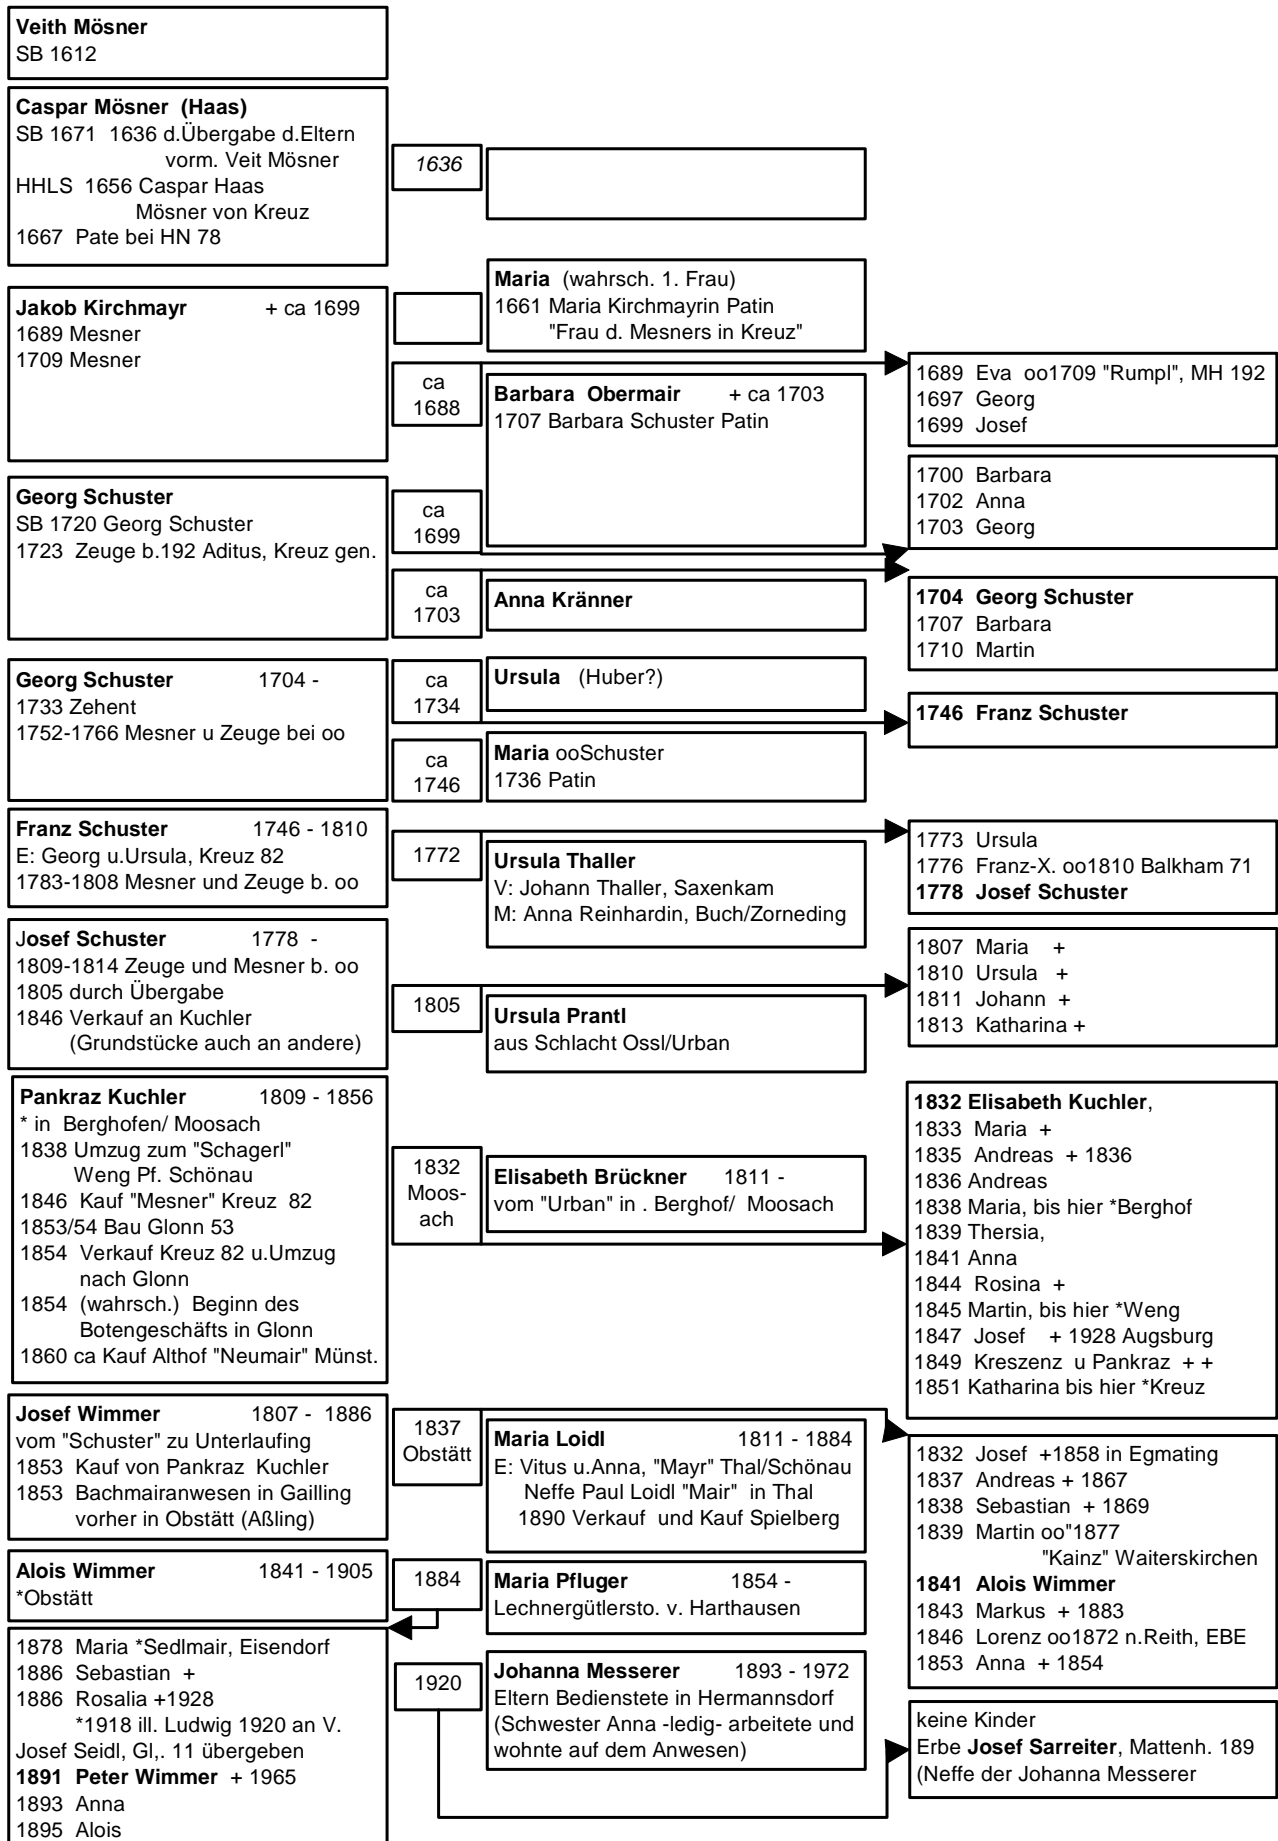 Veith Mösner
SB 1612
Caspar Mösner (Haas)
SB 1671 1636 d.Übergabe d.Eltern
vorm. Veit Mösner
HHLS 1656 Caspar Haas
Mösner von Kreuz
1667 Pate bei HN 78
1636
Jakob Kirchmayr + ca 1699
1689 Mesner
1709 Mesner
Maria (wahrsch. 1. Frau)
1661 Maria Kirchmayrin Patin
"Frau d. Mesners in Kreuz"
ca
1688
Barbara Obermair + ca 1703
1707 Barbara Schuster Patin
1689 Eva oo1709 "Rumpl", MH 192
1697 Georg
1699 Josef
Georg Schuster
SB 1720 Georg Schuster
1723 Zeuge b.192 Aditus, Kreuz gen.
ca
1699
1700 Barbara
1702 Anna
1703 Georg
ca
1703
Anna Kränner
1704 Georg Schuster
1707 Barbara
1710 Martin
Georg Schuster 1704 -
1733 Zehent
1752-1766 Mesner u Zeuge bei oo
ca
1734
Ursula (Huber?)
1746 Franz Schuster
ca
1746
Maria ooSchuster
1736 Patin
Franz Schuster 1746 - 1810
E: Georg u.Ursula, Kreuz 82
1783-1808 Mesner und Zeuge b. oo
1772
Ursula Thaller
V: Johann Thaller, Saxenkam
M: Anna Reinhardin, Buch/Zorneding
1773 Ursula
1776 Franz-X. oo1810 Balkham 71
1778 Josef Schuster
Josef Schuster 1778 -
1809-1814 Zeuge und Mesner b. oo
1805 durch Übergabe
1846 Verkauf an Kuchler
(Grundstücke auch an andere)
1805
Ursula Prantl
aus Schlacht Ossl/Urban
1807 Maria +
1810 Ursula +
1811 Johann +
1813 Katharina +
Pankraz Kuchler 1809 - 1856
* in Berghofen/ Moosach
1838 Umzug zum "Schagerl"
Weng Pf. Schönau
1846 Kauf "Mesner" Kreuz 82
1853/54 Bau Glonn 53
1854 Verkauf Kreuz 82 u.Umzug
nach Glonn
1854 (wahrsch.) Beginn des
Botengeschäfts in Glonn
1860 ca Kauf Althof "Neumair" Münst.
1832
Moos-
ach
Elisabeth Brückner 1811 -
vom "Urban" in . Berghof/ Moosach
1832 Elisabeth Kuchler,
1833 Maria +
1835 Andreas + 1836
1836 Andreas
1838 Maria, bis hier *Berghof
1839 Thersia,
1841 Anna
1844 Rosina +
1845 Martin, bis hier *Weng
1847 Josef + 1928 Augsburg
1849 Kreszenz u Pankraz + +
1851 Katharina bis hier *Kreuz
Josef Wimmer 1807 - 1886
vom "Schuster" zu Unterlaufing
1853 Kauf von Pankraz Kuchler
1853 Bachmairanwesen in Gailling
vorher in Obstätt (Aßling)
1837
Obstätt
Maria Loidl 1811 - 1884
E: Vitus u.Anna, "Mayr" Thal/Schönau
Neffe Paul Loidl "Mair" in Thal
1890 Verkauf und Kauf Spielberg
1832 Josef +1858 in Egmating
1837 Andreas + 1867
1838 Sebastian + 1869
1839 Martin oo"1877
"Kainz" Waiterskirchen
1841 Alois Wimmer
1843 Markus + 1883
1846 Lorenz oo1872 n.Reith, EBE
1853 Anna + 1854
Alois Wimmer 1841 - 1905
*Obstätt
1884
Maria Pfluger 1854 -
Lechnergütlersto. v. Harthausen
1878 Maria *Sedlmair, Eisendorf
1886 Sebastian +
1886 Rosalia +1928
*1918 ill. Ludwig 1920 an V.
Josef Seidl, Gl,. 11 übergeben
1891 Peter Wimmer + 1965
1893 Anna
1895 Alois
1920
Johanna Messerer 1893 - 1972
Eltern Bedienstete in Hermannsdorf
(Schwester Anna -ledig- arbeitete und
wohnte auf dem Anwesen)
keine Kinder
Erbe Josef Sarreiter, Mattenh. 189
(Neffe der Johanna Messerer